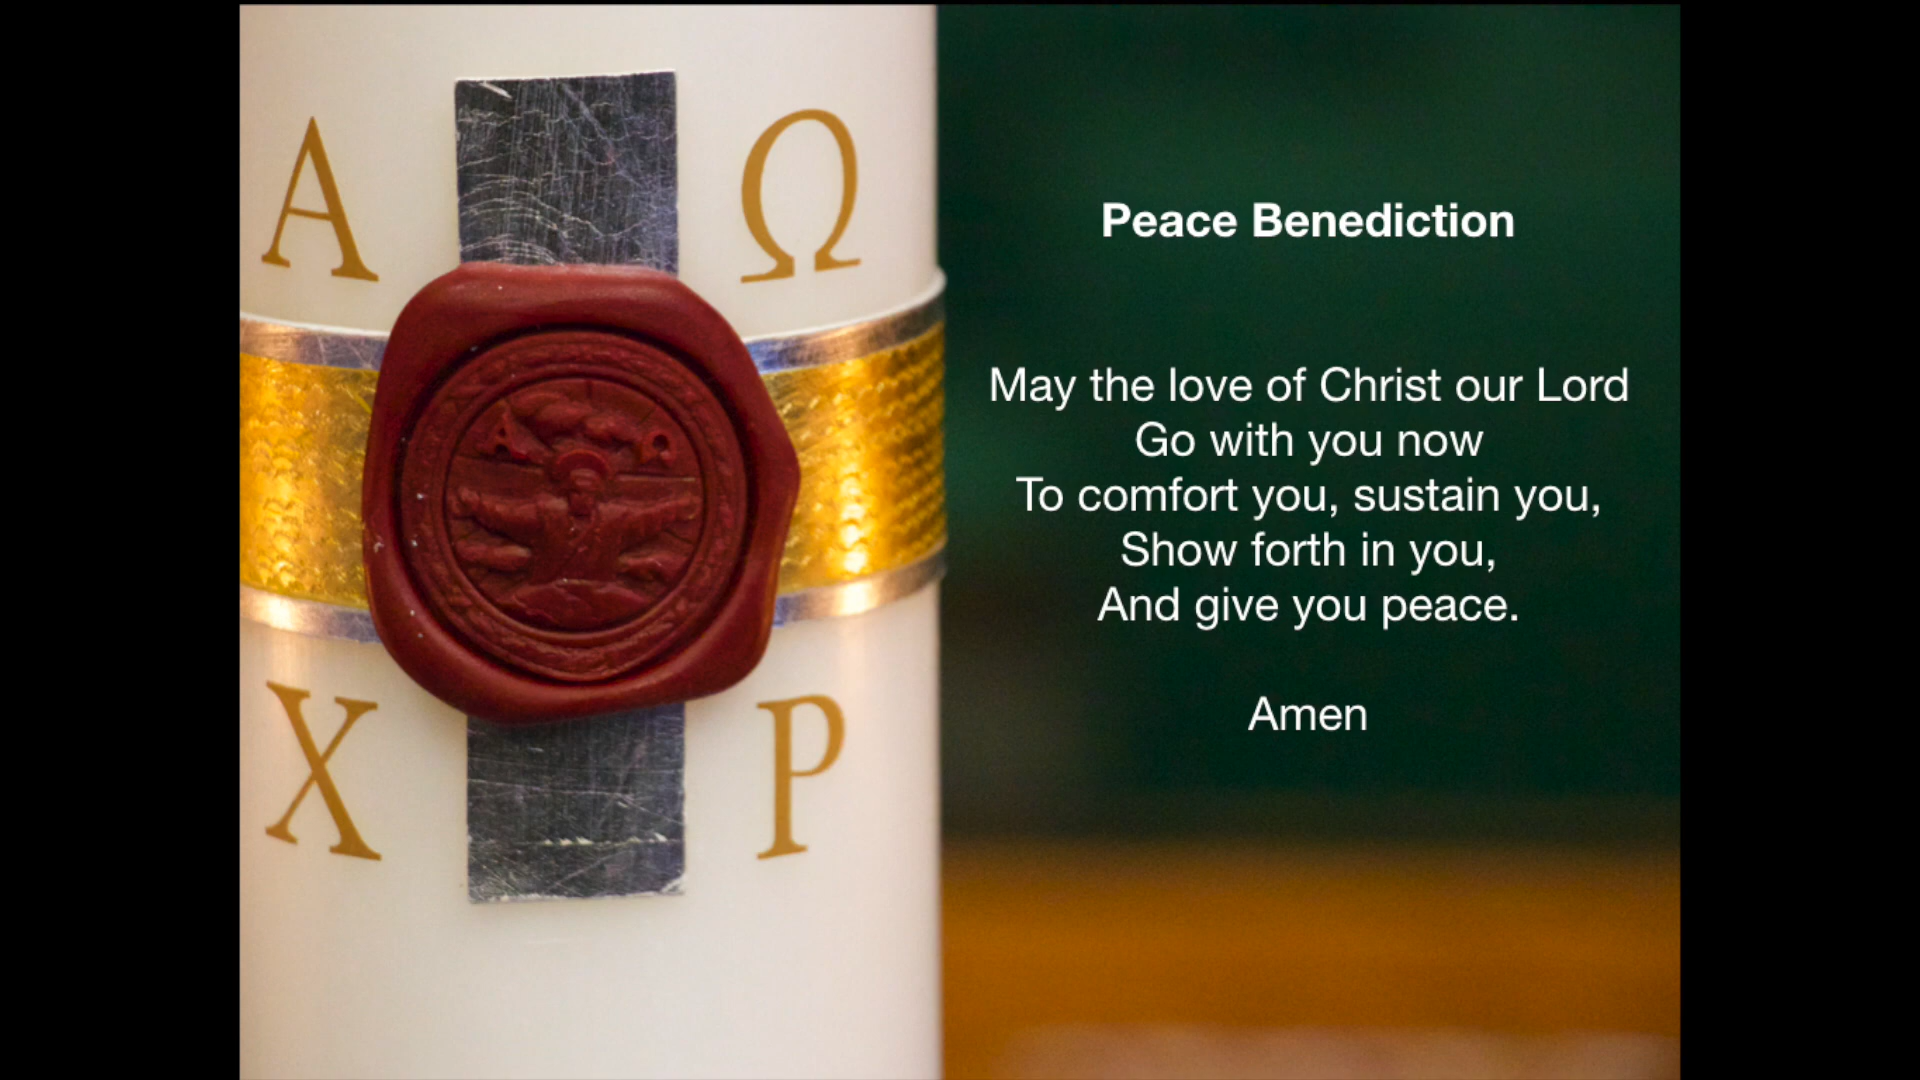 Α Ω
Α Ω
Χ Ρ
Peace Benediction
May the love of Christ our Lord
Go with you now
To comfort you, sustain you,
Show forth in you,
And give you peace.
Amen